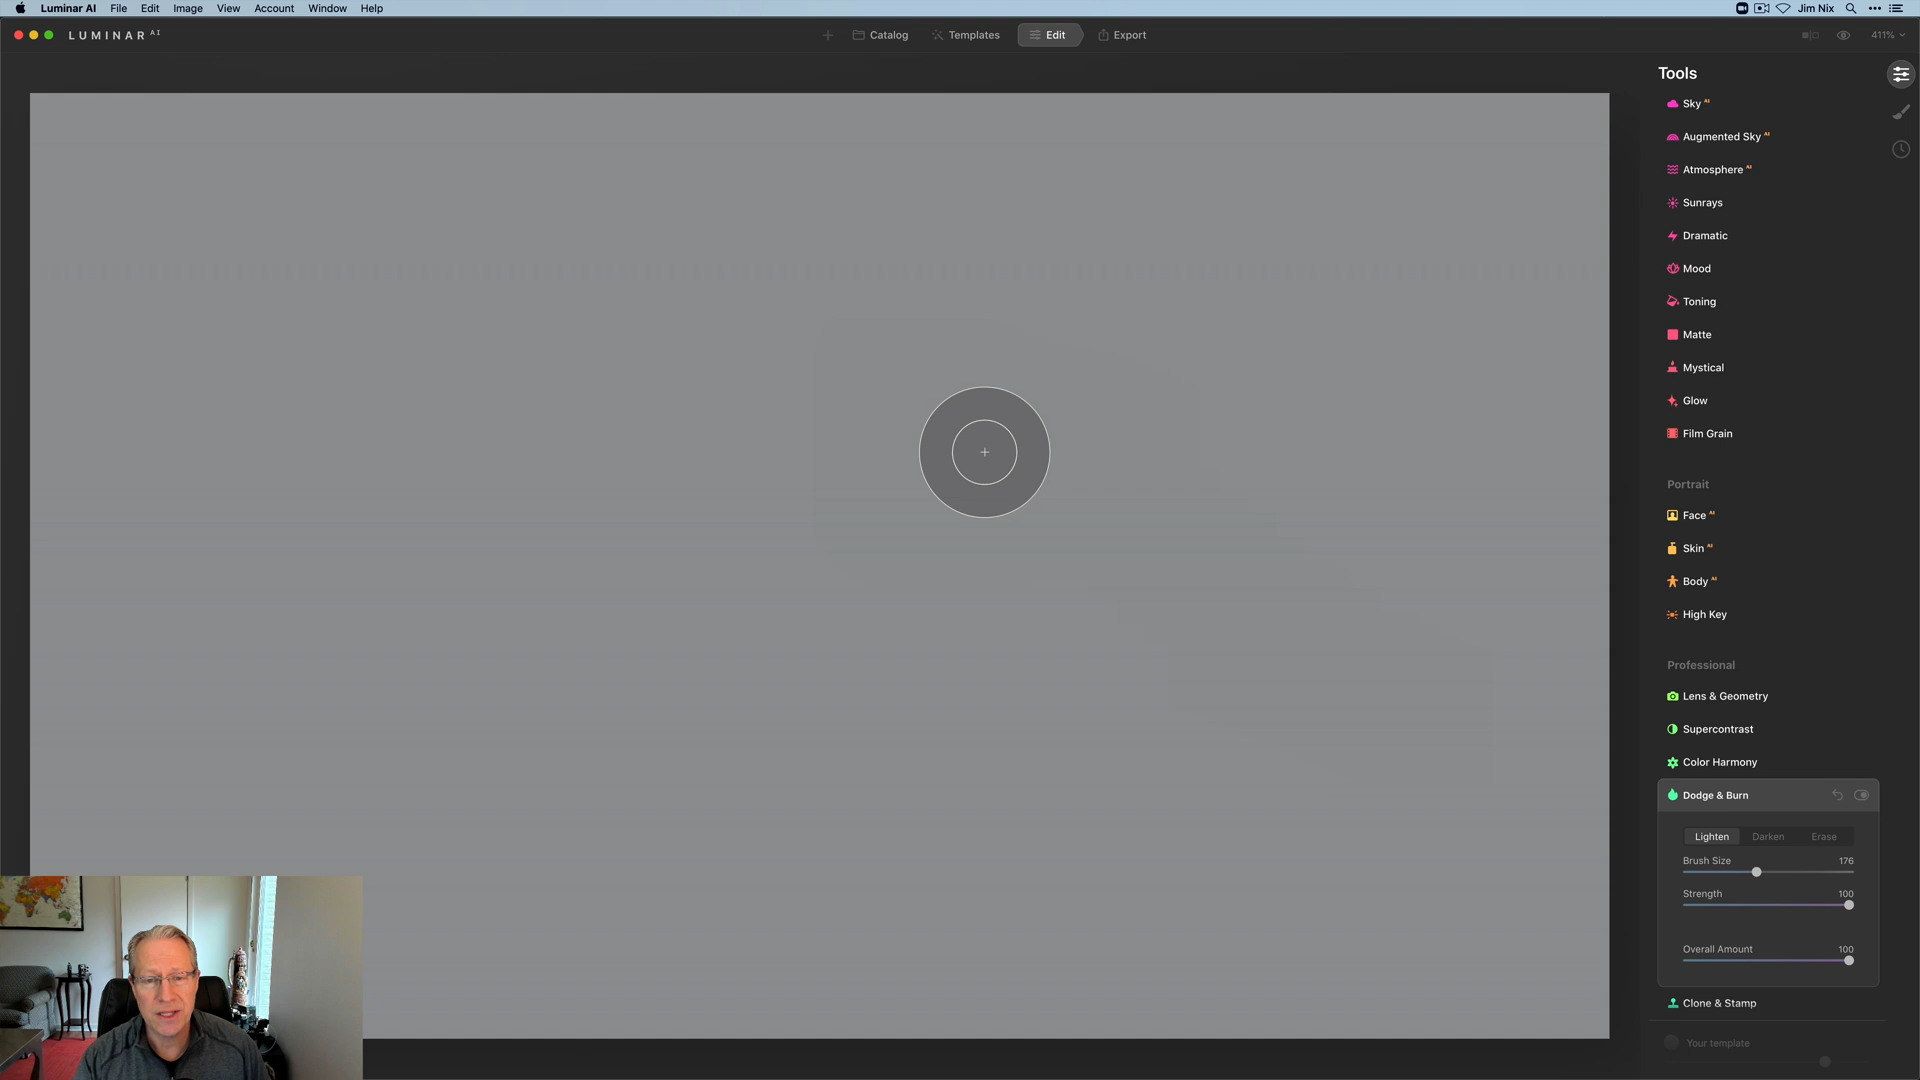 Luminar AI File Edit Image View Account Window Help
Jim Nix
LUMINAR AI
Catalog Templates Edit Export
411%
Tools
Sky AI
Augmented Sky AI
Atmosphere AI
Sunrays
Dramatic
Mood
Toning
Matte
Mystical
Glow
Film Grain
Portrait
Face AI
Skin AI
Body AI
High Key
Professional
Lens & Geometry
Supercontrast
Color Harmony
Dodge & Burn
Lighten Darken Erase
Brush Size 176
Strength 100
Overall Amount 100
Clone & Stamp
Your template